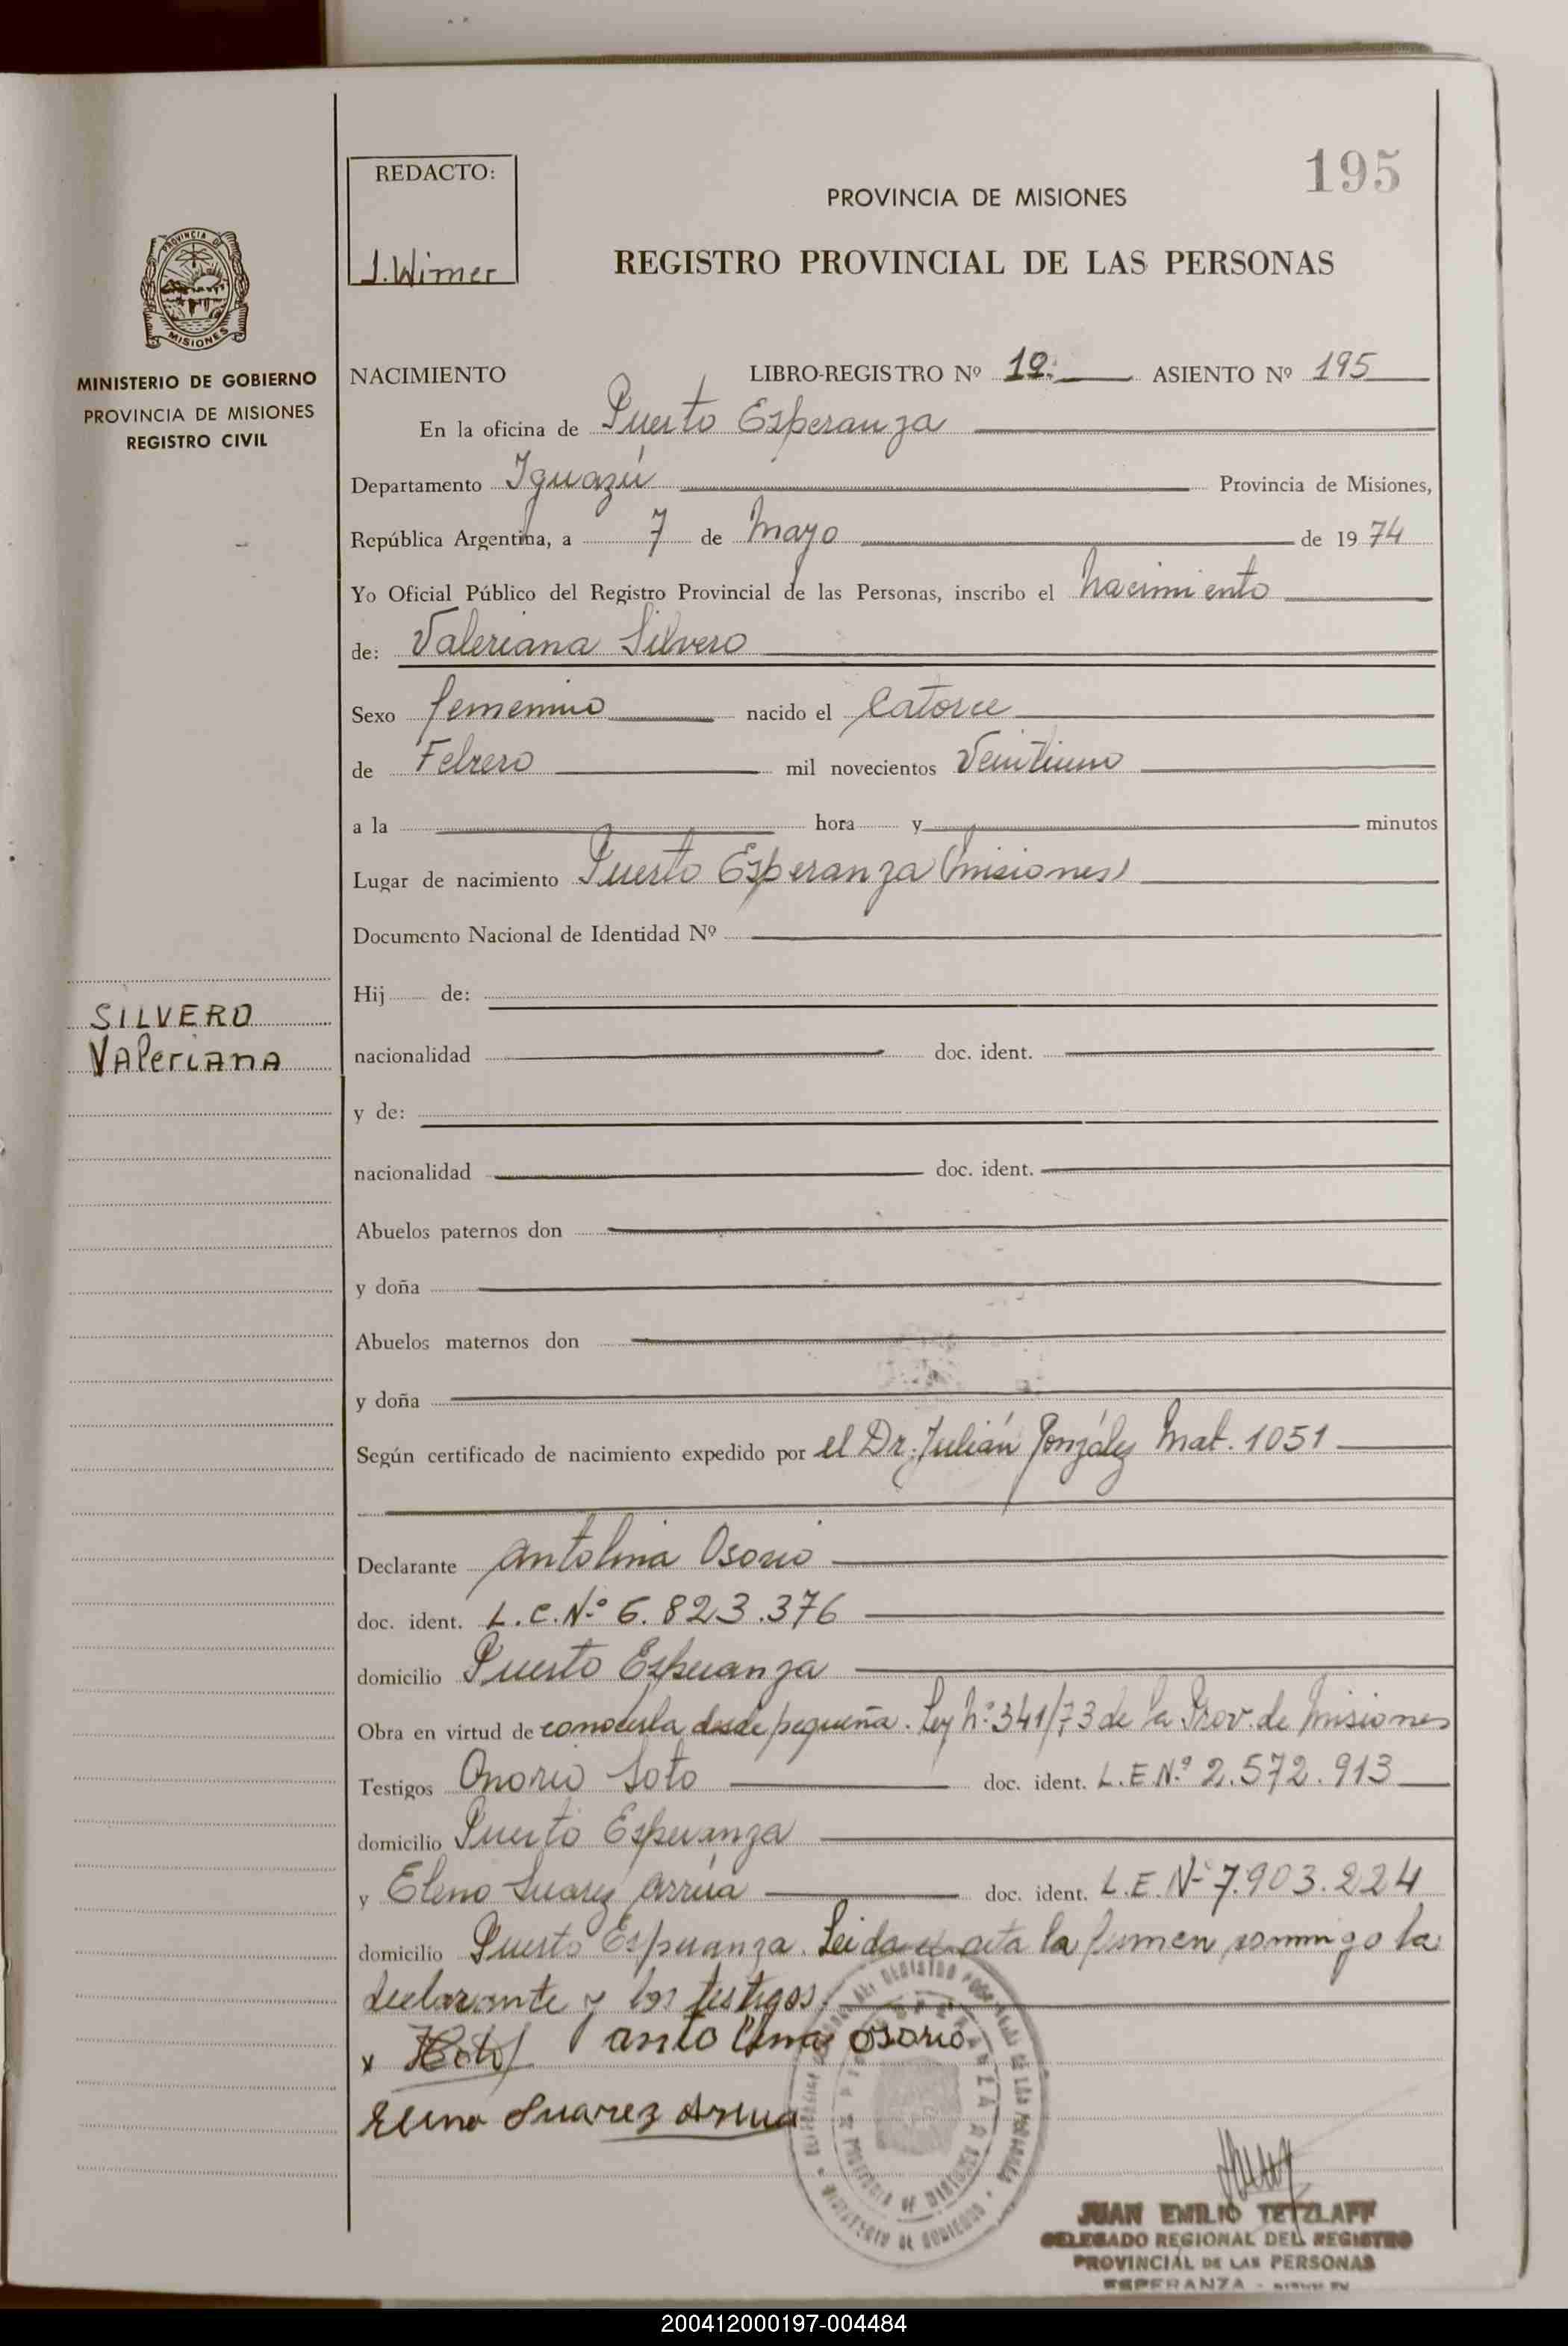 195
REDACTO:
J. Wimer
PROVINCIA DE MISIONES
REGISTRO PROVINCIAL DE LAS PERSONAS
PROVINCIA DE
MISIONES
MINISTERIO DE GOBIERNO
PROVINCIA DE MISIONES
REGISTRO CIVIL
NACIMIENTO LIBRO-REGISTRO Nº 19. ASIENTO Nº 195
En la oficina de Puerto Esperanza
Departamento Iguazú Provincia de Misiones,
República Argentina, a 7 de Mayo de 1974
Yo Oficial Público del Registro Provincial de las Personas, inscribo el nacimiento
de: Valeriana Silvero
Sexo femenino nacido el Catorce
de Febrero mil novecientos Veintiuno
a la hora y minutos
Lugar de nacimiento Puerto Esperanza (Misiones)
Documento Nacional de Identidad Nº
Hij de:
SILVERO
Valeriana
nacionalidad doc. ident.
y de:
nacionalidad doc. ident.
Abuelos paternos don
y doña
Abuelos maternos don
y doña
Según certificado de nacimiento expedido por el Dr. Julián González Mat. 1051
Declarante Antolina Osorio
doc. ident. L.C. Nº 6.823.376
domicilio Puerto Esperanza
Obra en virtud de conocerla desde pequeña. Ley Nº 341/73 de la Prov. de Misiones
Testigos Onorio Soto doc. ident. L.E Nº 2.572.913
domicilio Puerto Esperanza
y Eleno Suarez Arrúa doc. ident. L.E. Nº 7.903.224
domicilio Puerto Esperanza. Leida el acta la firmen conmigo la
declarante y los testigos.
x Antolina Osorio
Eleno Suarez Arrua
JUAN EMILIO TETZLAFF
DELEGADO REGIONAL DEL REGISTRO
PROVINCIAL DE LAS PERSONAS
ESPERANZA -
200412000197-004484